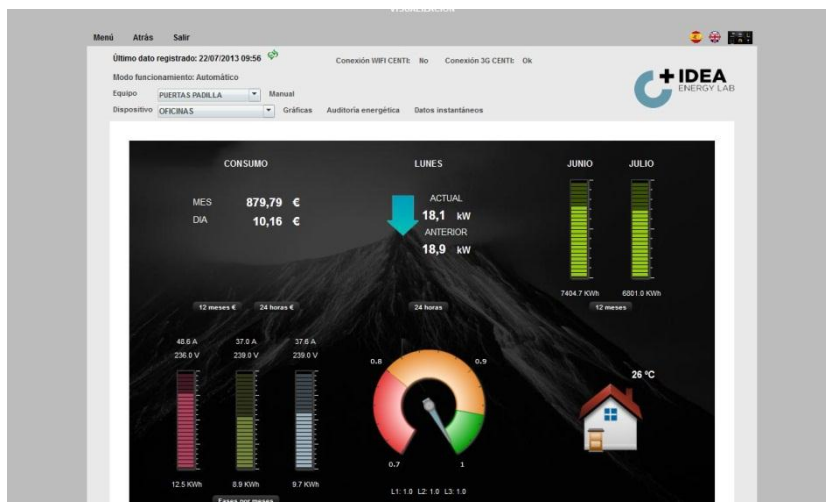 VISUALIZACIÓN
Menú Atrás Salir
Último dato registrado: 22/07/2013 09:56 Conexión WIFI CENTI: No Conexión 3G CENTI: Ok
Modo funcionamiento: Automático
Equipo PUERTAS PADILLA Manual
Dispositivo OFICINAS Gráficas Auditoría energética Datos instantáneos
+IDEA
ENERGY LAB
CONSUMO LUNES JUNIO JULIO
MES 879,79 €
DIA 10,16 €
ACTUAL
18,1 kW
ANTERIOR
18,9 kW
7404.7 KWh 6801.0 KWh
12 meses € 24 horas € 24 horas 12 meses
48.6 A 37.0 A 37.6 A
236.0 V 239.0 V 239.0 V
0.8 0.9
26 ºC
0.7 1
12.5 KWh 8.9 KWh 9.7 KWh
L1: 1.0 L2: 1.0 L3: 1.0
Fases por meses